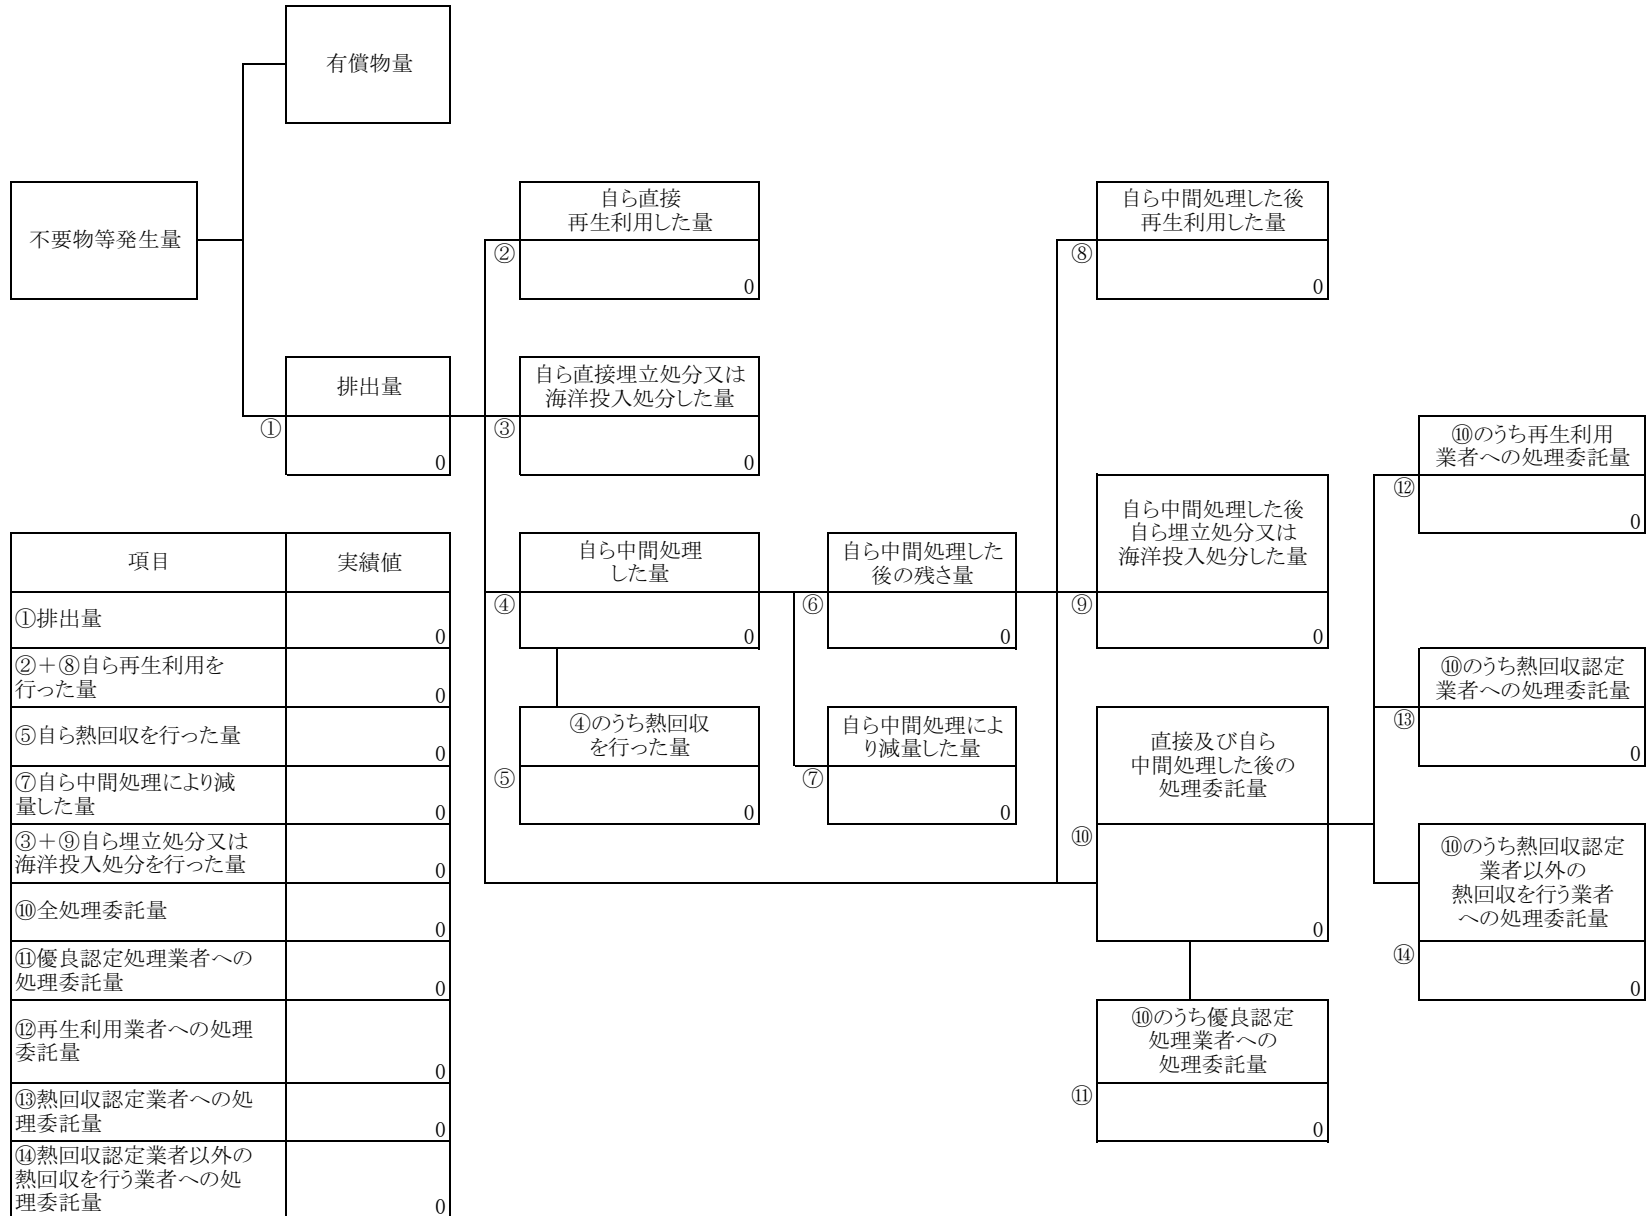 有償物量
不要物等発生量
自ら直接
再生利用した量
②
0
自ら中間処理した後
再生利用した量
⑧
0
排出量
①
0
自ら直接埋立処分又は
海洋投入処分した量
③
0
⑩のうち再生利用
業者への処理委託量
⑫
0
自ら中間処理
した量
④
0
自ら中間処理した
後の残さ量
⑥
0
自ら中間処理した後
自ら埋立処分又は
海洋投入処分した量
⑨
0
⑩のうち熱回収認定
業者への処理委託量
⑬
0
④のうち熱回収
を行った量
⑤
0
自ら中間処理によ
り減量した量
⑦
0
直接及び自ら
中間処理した後の
処理委託量
⑩
0
⑩のうち熱回収認定
業者以外の
熱回収を行う業者
への処理委託量
⑭
0
⑩のうち優良認定
処理業者への
処理委託量
⑪
0
項目 実績値
①排出量
0
②+⑧自ら再生利用を
行った量
0
⑤自ら熱回収を行った量
0
⑦自ら中間処理により減
量した量
0
③+⑨自ら埋立処分又は
海洋投入処分を行った量
0
⑩全処理委託量
0
⑪優良認定処理業者への
処理委託量
0
⑫再生利用業者への処理
委託量
0
⑬熱回収認定業者への処
理委託量
0
⑭熱回収認定業者以外の
熱回収を行う業者への処
理委託量
0